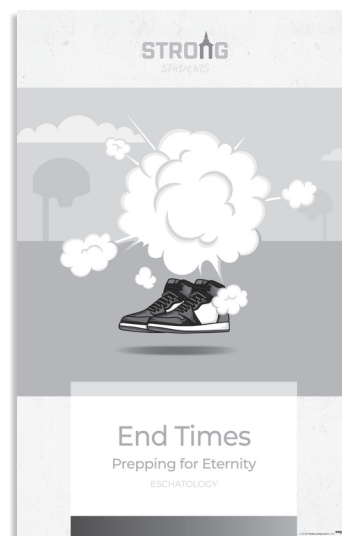 STRONG
STUDENTS
End Times
Prepping for Eternity
ESCHATOLOGY